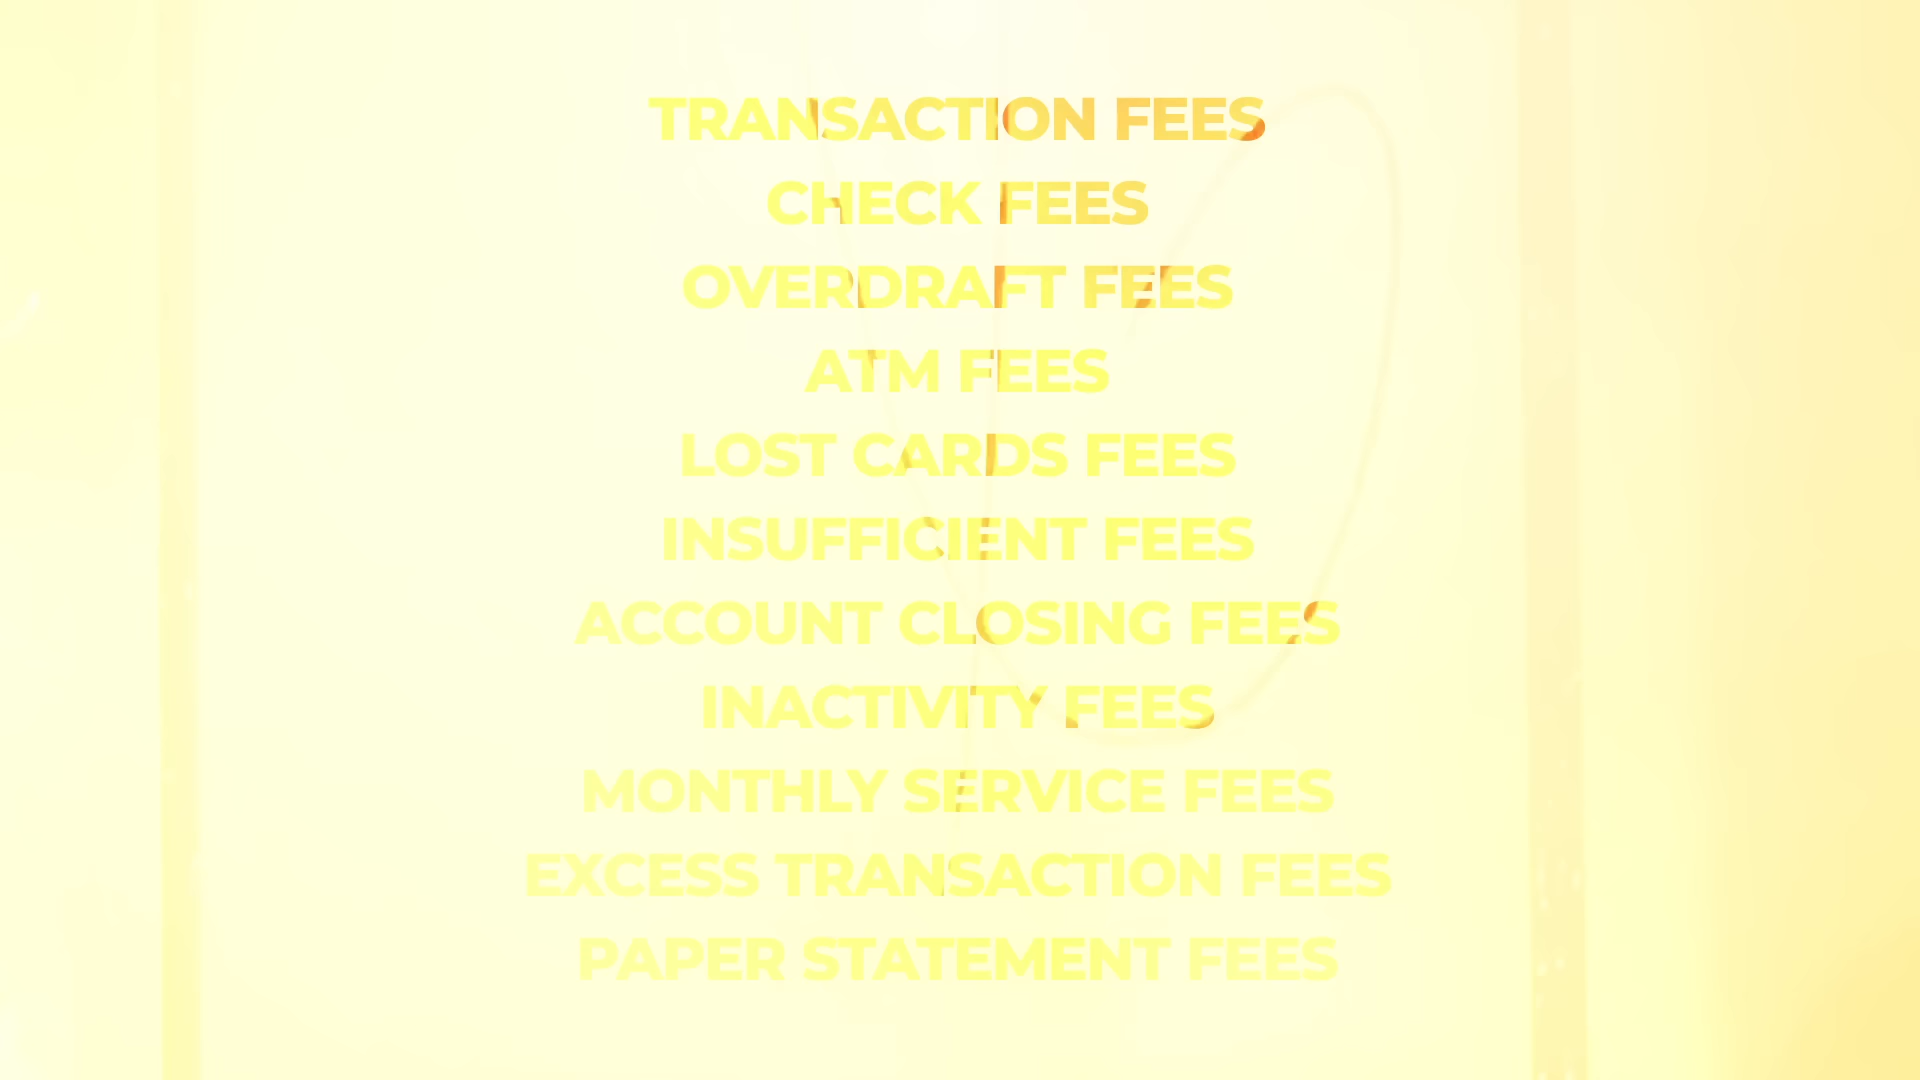 TRANSACTION FEES
CHECK FEES
OVERDRAFT FEES
ATM FEES
LOST CARDS FEES
INSUFFICIENT FEES
ACCOUNT CLOSING FEES
INACTIVITY FEES
MONTHLY SERVICE FEES
EXCESS TRANSACTION FEES
PAPER STATEMENT FEES